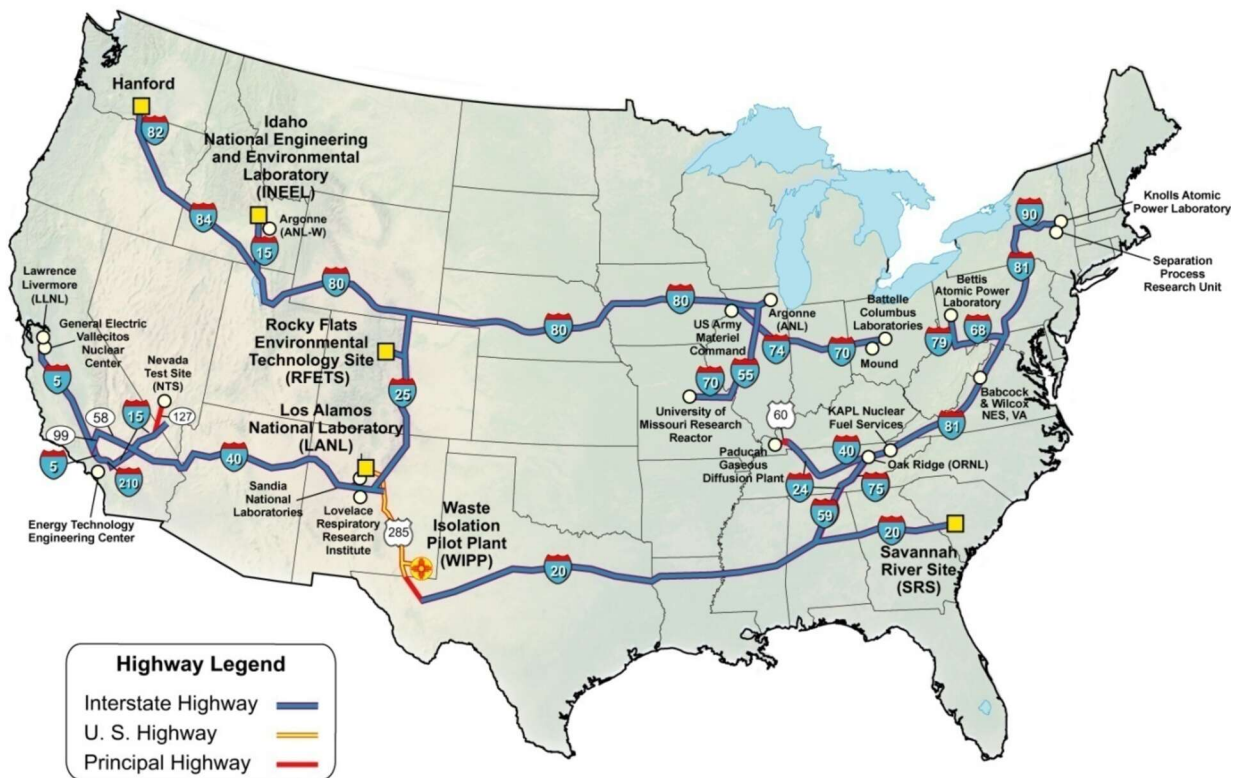 Hanford
82
Idaho
National Engineering
and Environmental
Laboratory
(INEEL)
Argonne
(ANL-W)
84
15
80
Lawrence
Livermore
(LLNL)
General Electric
Vallecitos
Nuclear
Center
Nevada
Test Site
(NTS)
5
15
58
127
99
5
210
Energy Technology
Engineering Center
Rocky Flats
Environmental
Technology Site
(RFETS)
25
Los Alamos
National Laboratory
(LANL)
40
Sandia
National
Laboratories
Lovelace
Respiratory
Research
Institute
285
Waste
Isolation
Pilot Plant
(WIPP)
20
80
80
US Army
Materiel
Command
Argonne
(ANL)
Battelle
Columbus
Laboratories
74
70
Mound
70
55
University of
Missouri Research
Reactor
60
Paducah
Gaseous
Diffusion Plant
KAPL Nuclear
Fuel Services
40
24
75
Oak Ridge (ORNL)
59
20
Savannah
River Site
(SRS)
81
Babcock
& Wilcox
NES, VA
Bettis
Atomic Power
Laboratory
79
68
81
90
Knolls Atomic
Power Laboratory
Separation
Process
Research Unit
Highway Legend
Interstate Highway
U. S. Highway
Principal Highway